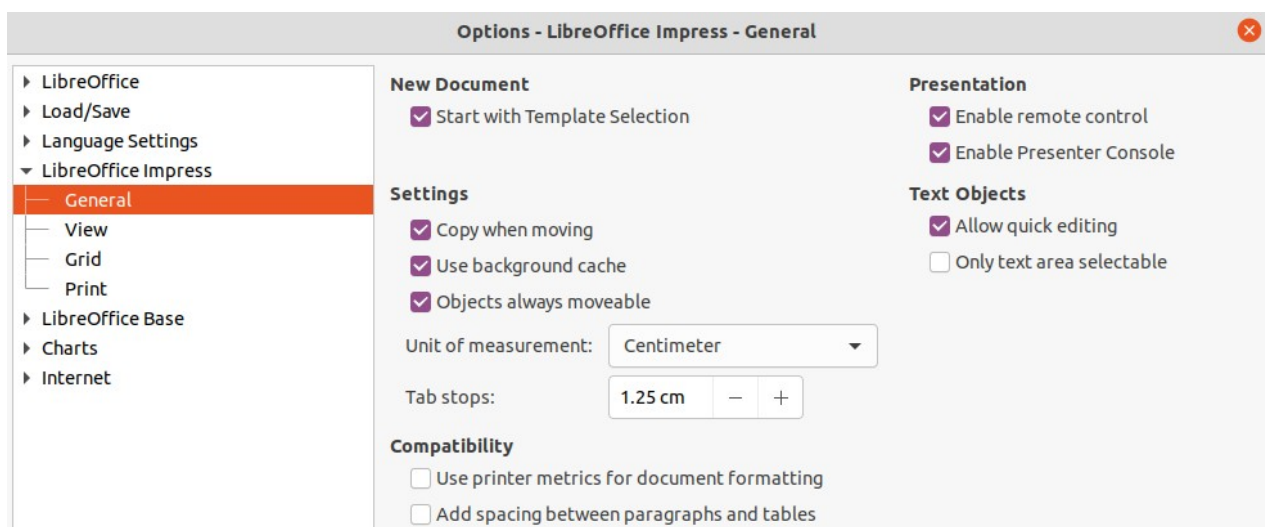 Options - LibreOffice Impress - General
LibreOffice
Load/Save
Language Settings
LibreOffice Impress
General
View
Grid
Print
LibreOffice Base
Charts
Internet
New Document
Start with Template Selection
Settings
Copy when moving
Use background cache
Objects always moveable
Unit of measurement: Centimeter
Tab stops: 1.25 cm
Compatibility
Use printer metrics for document formatting
Add spacing between paragraphs and tables
Presentation
Enable remote control
Enable Presenter Console
Text Objects
Allow quick editing
Only text area selectable